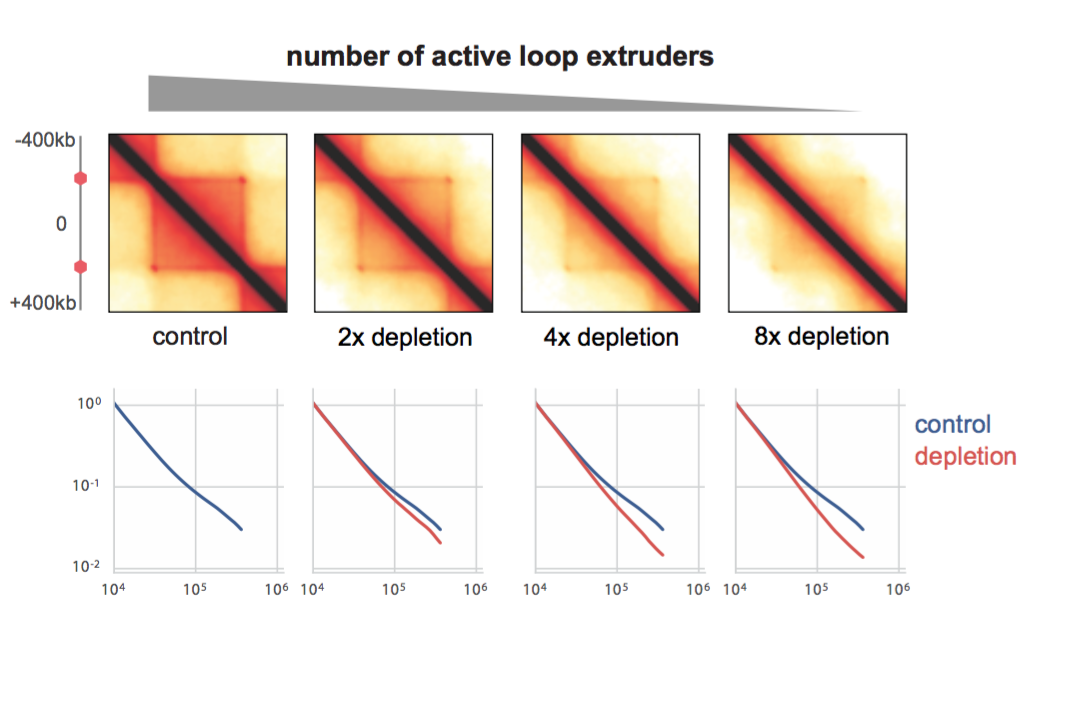 number of active loop extruders
-400kb
0
+400kb
control 2x depletion 4x depletion 8x depletion
10⁰
10⁻¹
10⁻²
10⁴ 10⁵ 10⁶ 10⁴ 10⁵ 10⁶ 10⁴ 10⁵ 10⁶ 10⁴ 10⁵ 10⁶
control
depletion